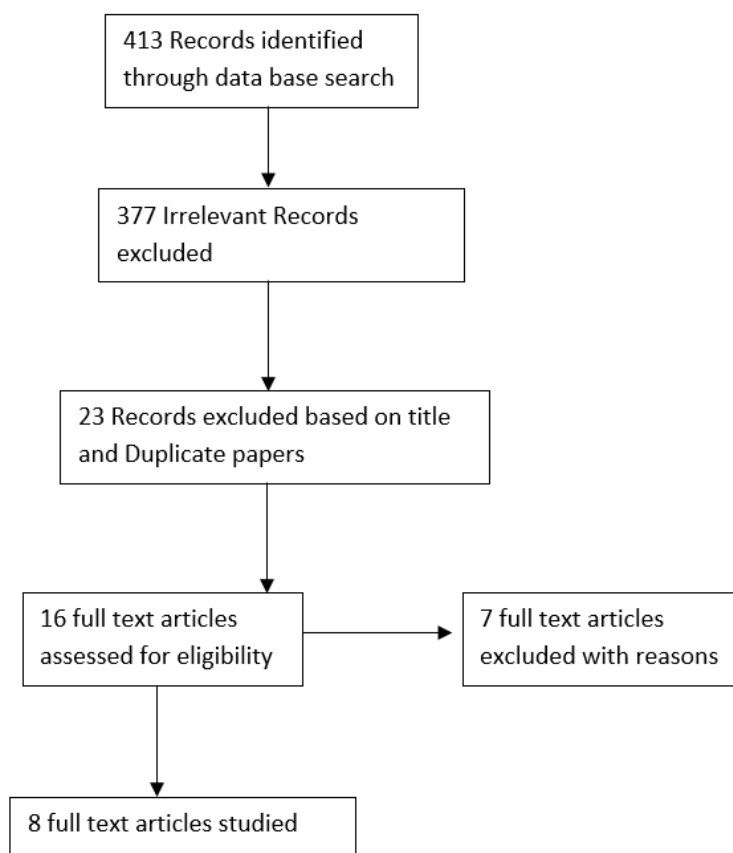 413 Records identified
through data base search
377 Irrelevant Records
excluded
23 Records excluded based on title
and Duplicate papers
16 full text articles
assessed for eligibility
7 full text articles
excluded with reasons
8 full text articles studied